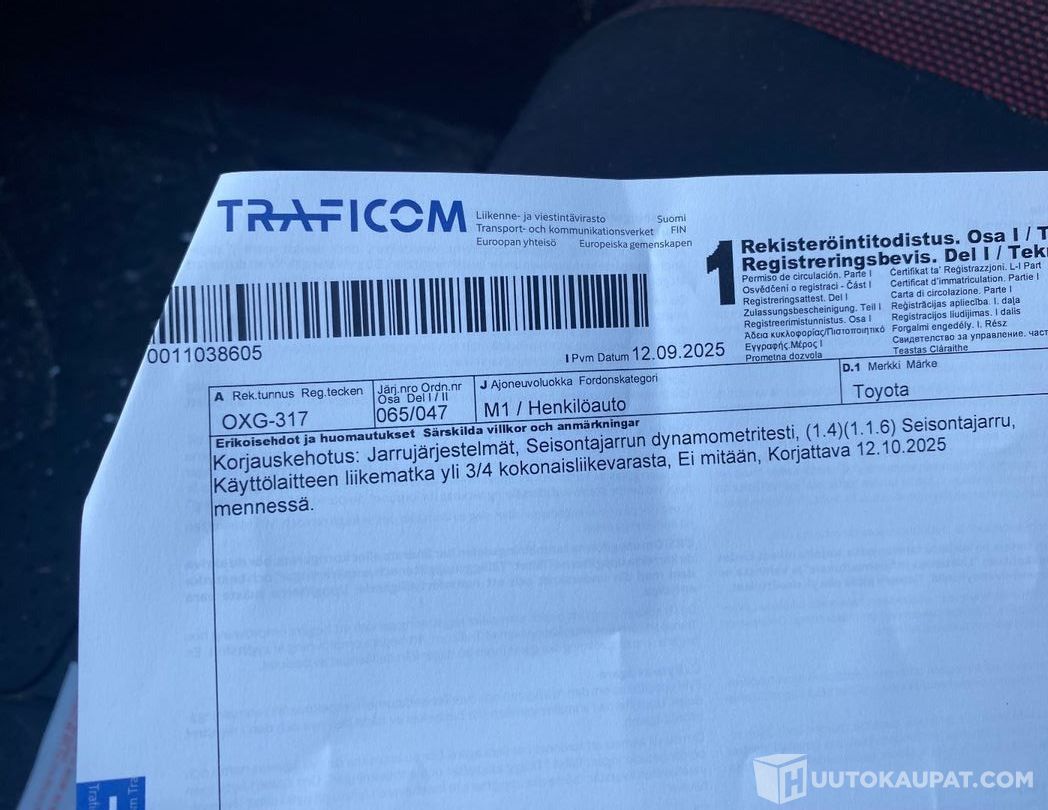 TRAFICOM
Liikenne- ja viestintävirasto Suomi
Transport- och kommunikationsverket FIN
Euroopan yhteisö Europeiska gemenskapen
0011038605
I Pvm Datum 12.09.2025
1
Rekisteröintitodistus. Osa I / T
Registreringsbevis. Del I / Tek
Permiso de circulación. Parte I
Osvědčení o registraci - Část I
Registreringsattest. Del I
Zulassungsbescheinigung. Teil I
Registreerimistunnistus. Osa I
Άδεια κυκλοφορίας/Πιστοποιητικό
Εγγραφής.Μέρος Ι
Prometna dozvola
Ċertifikat ta' Reġistrazzjoni. L-I Part
Certificat d'immatriculation. Partie I
Carta di circolazione. Parte I
Reģistrācijas apliecība. I. daļa
Registracijos liudijimas. I dalis
Forgalmi engedély. I. Rész
Свидетелство за управление. част
Teastas Cláraithe
A Rek.tunnus Reg.tecken
OXG-317
Järj.nro Ordn.nr
Osa Del I / II
065/047
J Ajoneuvoluokka Fordonskategori
M1 / Henkilöauto
D.1 Merkki Märke
Toyota
Erikoisehdot ja huomautukset Särskilda villkor och anmärkningar
Korjauskehotus: Jarrujärjestelmät, Seisontajarrun dynamometritesti, (1.4)(1.1.6) Seisontajarru,
Käyttölaitteen liikematka yli 3/4 kokonaisliikevarasta, Ei mitään, Korjattava 12.10.2025
mennessä.
HUUTOKAUPAT.COM